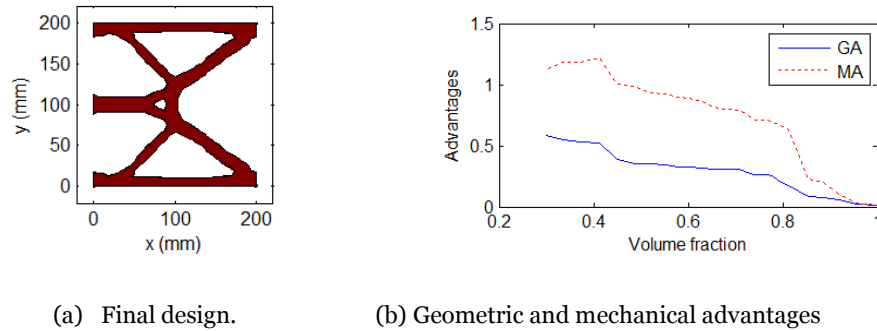 200
150
100
50
0
y (mm)
0 100 200
x (mm)
1.5
1
0.5
0
Advantages
GA
MA
0.2 0.4 0.6 0.8 1
Volume fraction
(a) Final design.
(b) Geometric and mechanical advantages